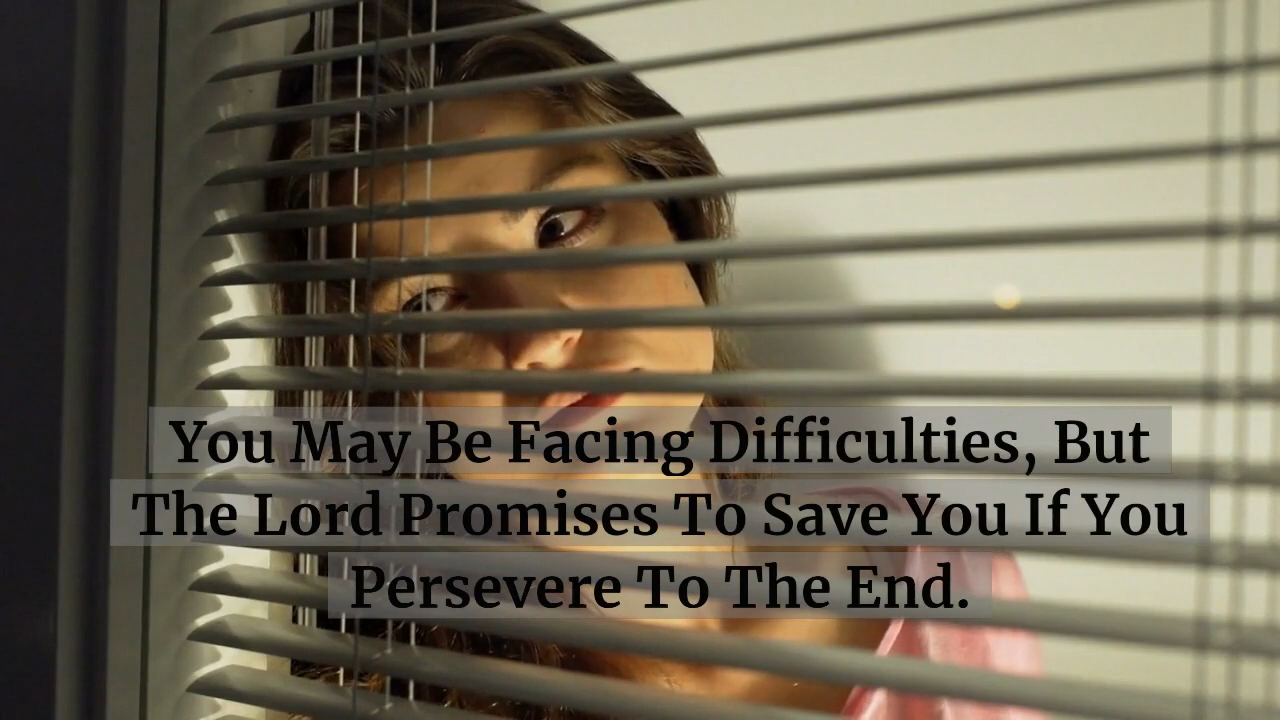 You May Be Facing Difficulties, But
The Lord Promises To Save You If You
Persevere To The End.